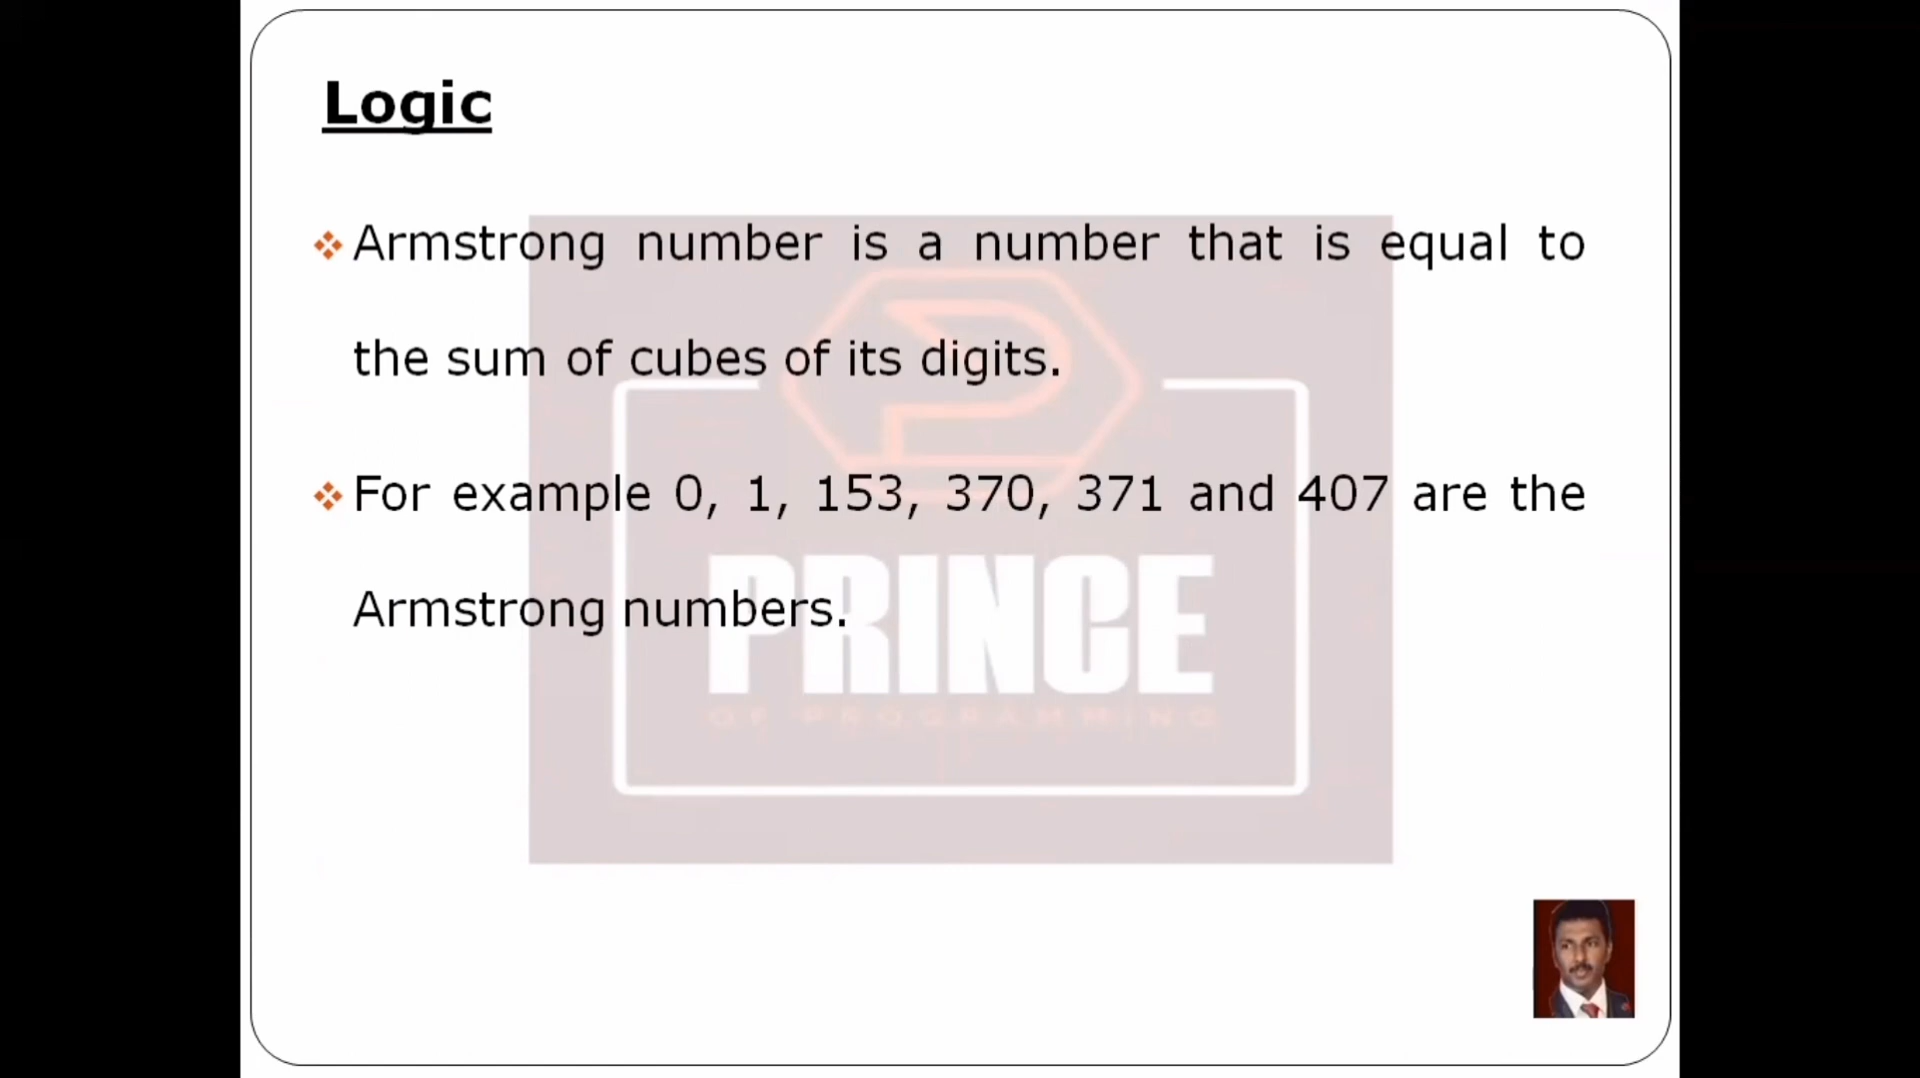 Logic
Armstrong number is a number that is equal to
the sum of cubes of its digits.
For example 0, 1, 153, 370, 371 and 407 are the
Armstrong numbers.
PRINCE
OF PROGRAMMING